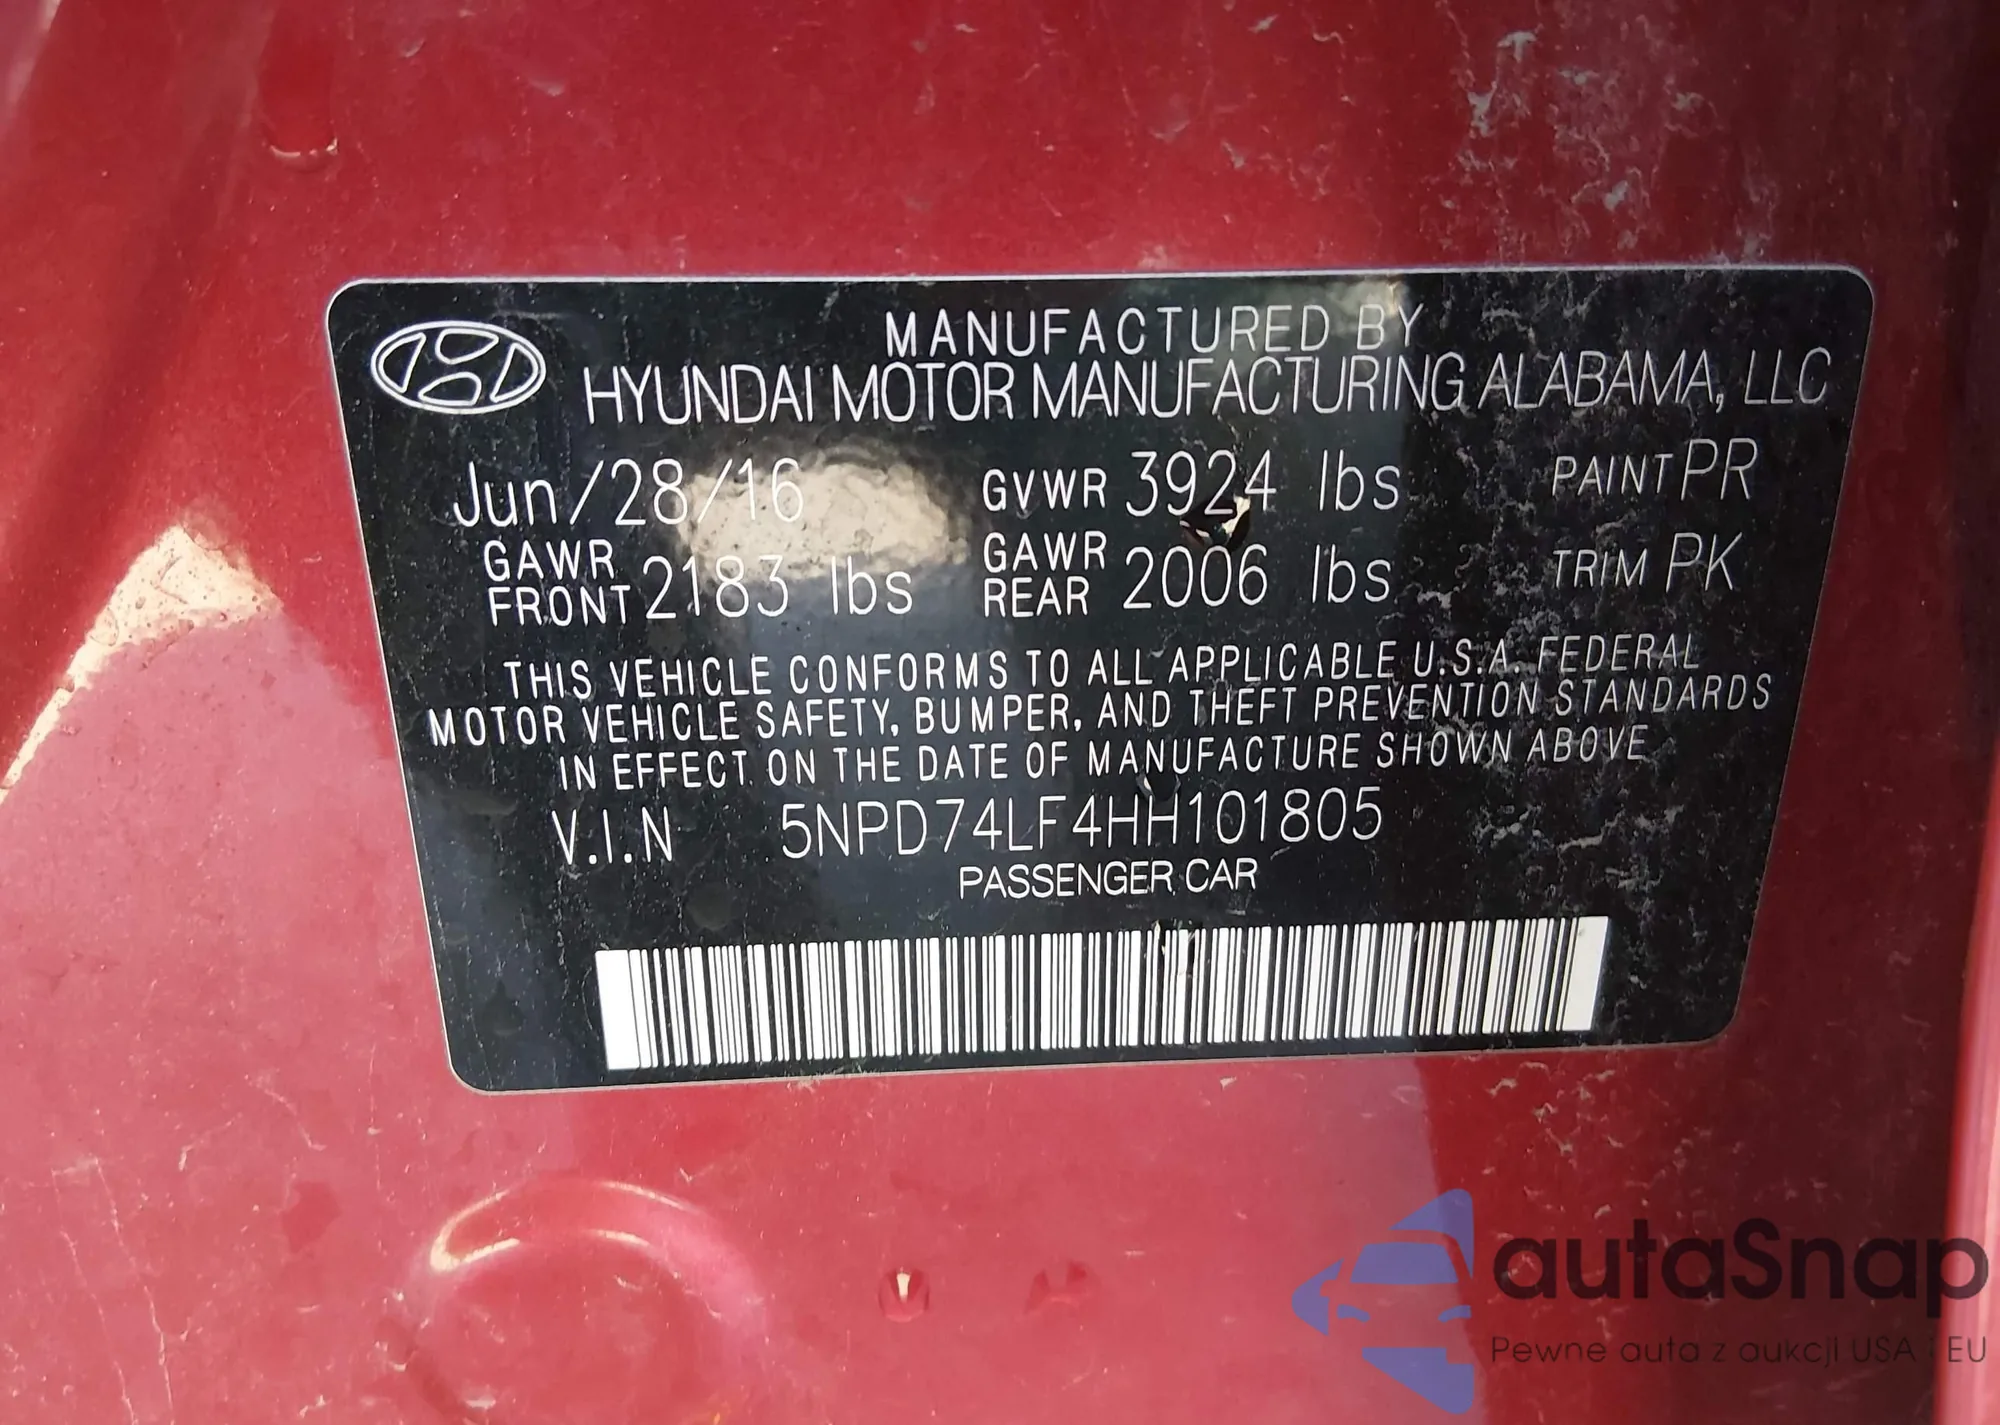 MANUFACTURED BY
HYUNDAI MOTOR MANUFACTURING ALABAMA, LLC
Jun/28/16 GVWR 3924 lbs PAINT PR
GAWR FRONT 2183 lbs GAWR REAR 2006 lbs TRIM PK
THIS VEHICLE CONFORMS TO ALL APPLICABLE U.S.A. FEDERAL
MOTOR VEHICLE SAFETY, BUMPER, AND THEFT PREVENTION STANDARDS
IN EFFECT ON THE DATE OF MANUFACTURE SHOWN ABOVE
V.I.N 5NPD74LF4HH101805
PASSENGER CAR
autaSnap
Pewne auta z aukcji USA i EU